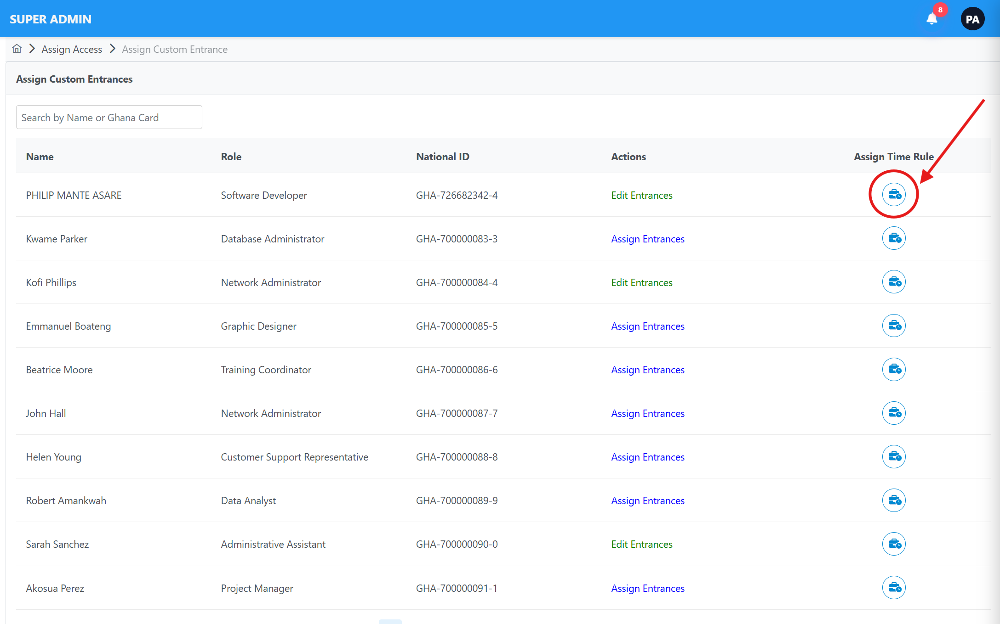 SUPER ADMIN
8
PA
Assign Access
Assign Custom Entrance
Assign Custom Entrances
Search by Name or Ghana Card
Name Role National ID Actions Assign Time Rule
PHILIP MANTE ASARE Software Developer GHA-726682342-4 Edit Entrances
Kwame Parker Database Administrator GHA-700000083-3 Assign Entrances
Kofi Phillips Network Administrator GHA-700000084-4 Edit Entrances
Emmanuel Boateng Graphic Designer GHA-700000085-5 Assign Entrances
Beatrice Moore Training Coordinator GHA-700000086-6 Assign Entrances
John Hall Network Administrator GHA-700000087-7 Assign Entrances
Helen Young Customer Support Representative GHA-700000088-8 Assign Entrances
Robert Amankwah Data Analyst GHA-700000089-9 Assign Entrances
Sarah Sanchez Administrative Assistant GHA-700000090-0 Edit Entrances
Akosua Perez Project Manager GHA-700000091-1 Assign Entrances